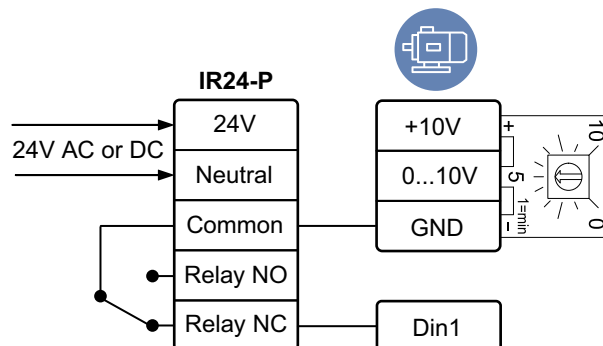 IR24-P
24V AC or DC
24V
Neutral
Common
Relay NO
Relay NC
+10V
0...10V
GND
Din1
+
-
1=min
10
5
0